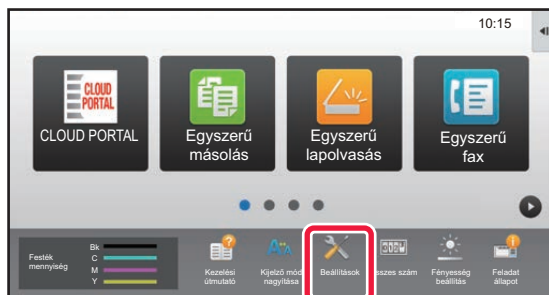 10:15
CLOUD
PORTAL
CLOUD PORTAL
Egyszerű
másolás
Egyszerű
lapolvasás
Egyszerű
fax
Festék
mennyiség
Bk
C
M
Y
Kezelési
útmutató
Kijelző mód
nagyítása
Beállítások
sszes szám
Fényesség
beállítás
Feladat
állapot